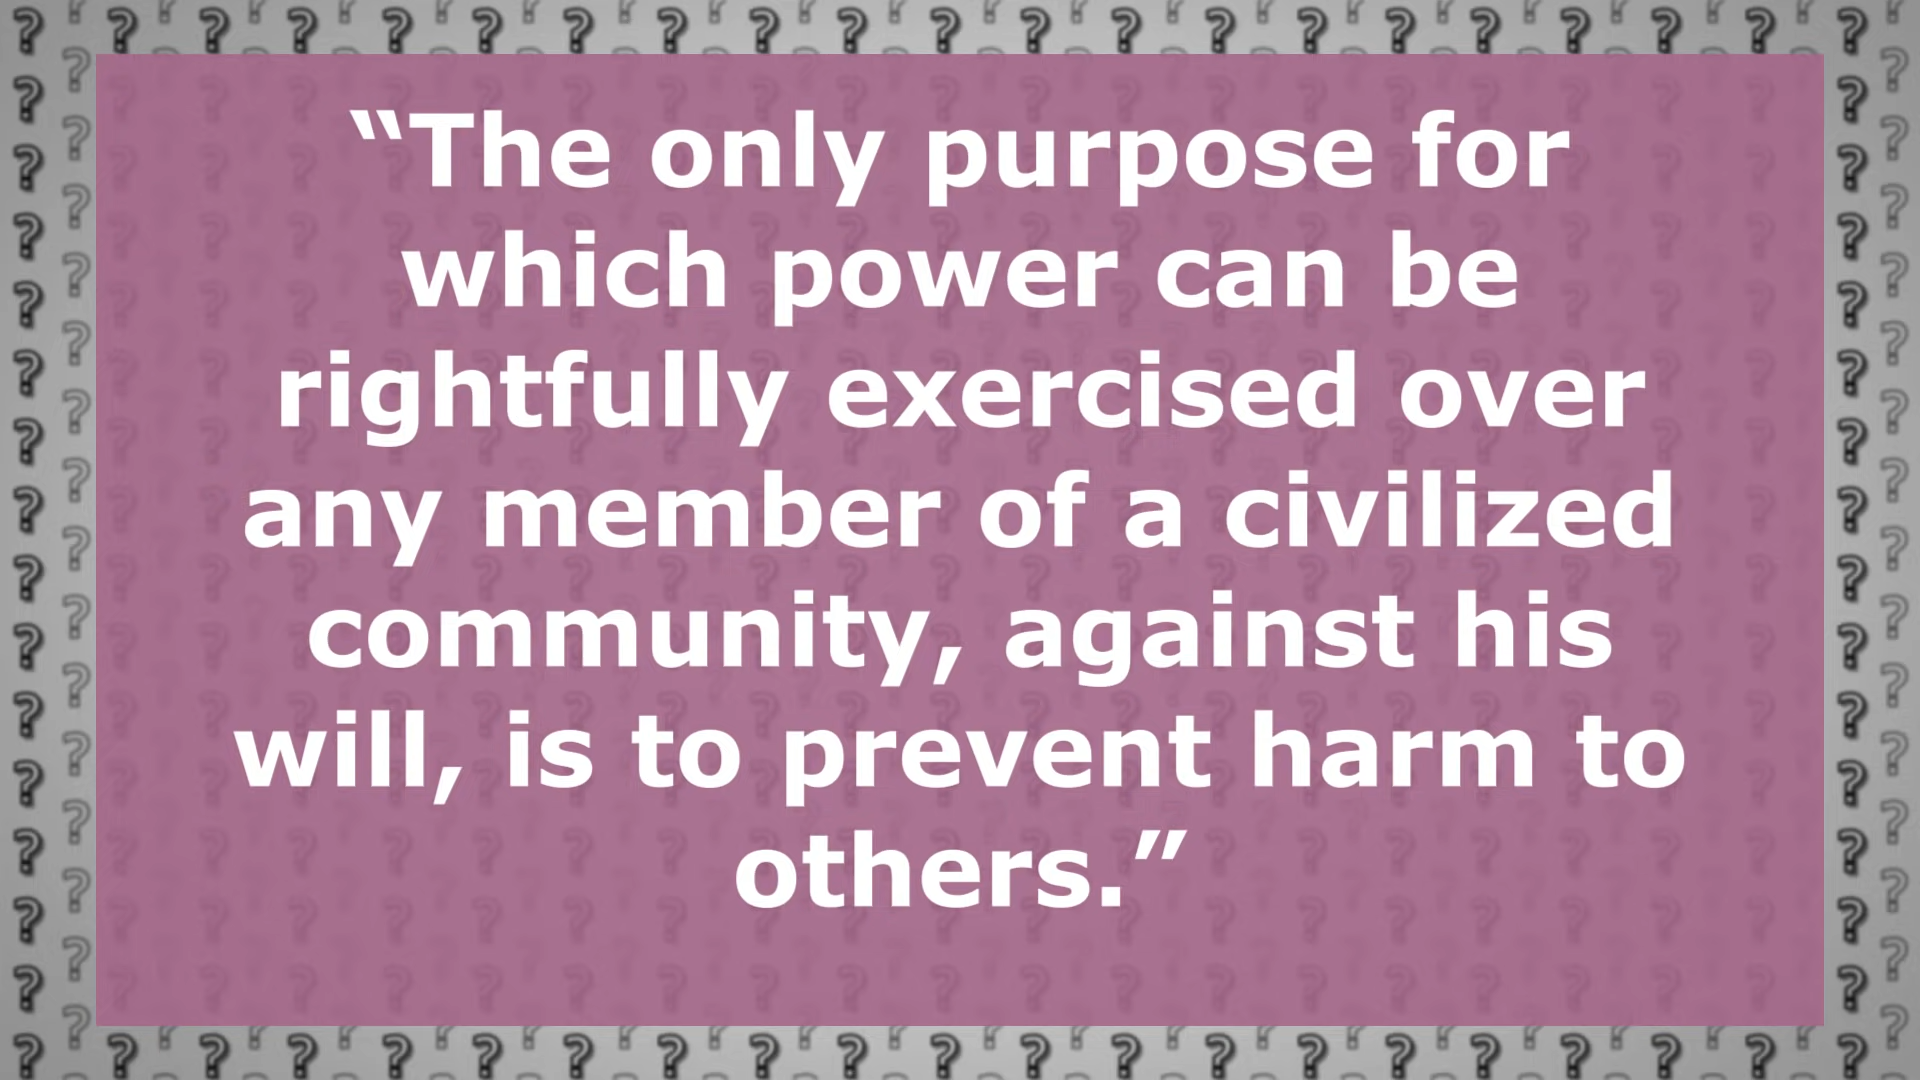 “The only purpose for
which power can be
rightfully exercised over
any member of a civilized
community, against his
will, is to prevent harm to
others.”